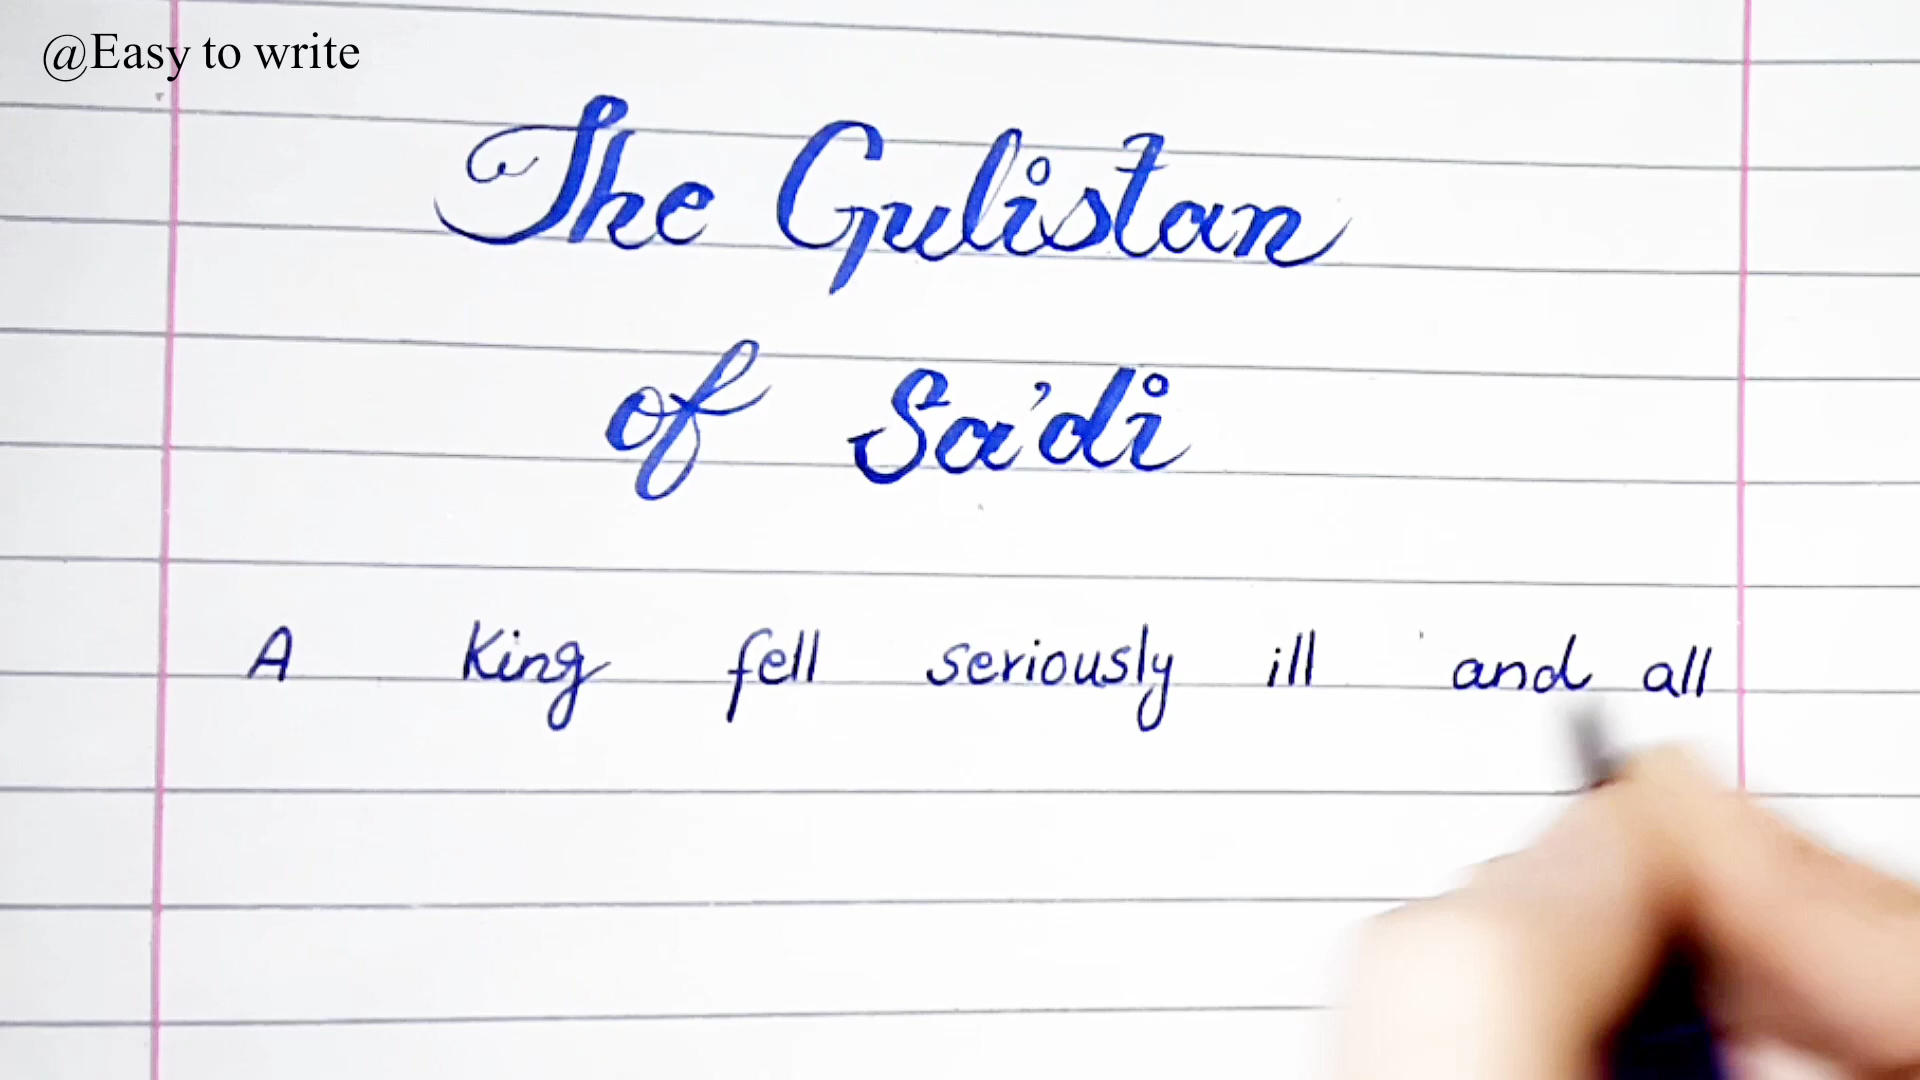 @Easy to write
The Gulistan
of Sa'di
A King fell seriously ill and all